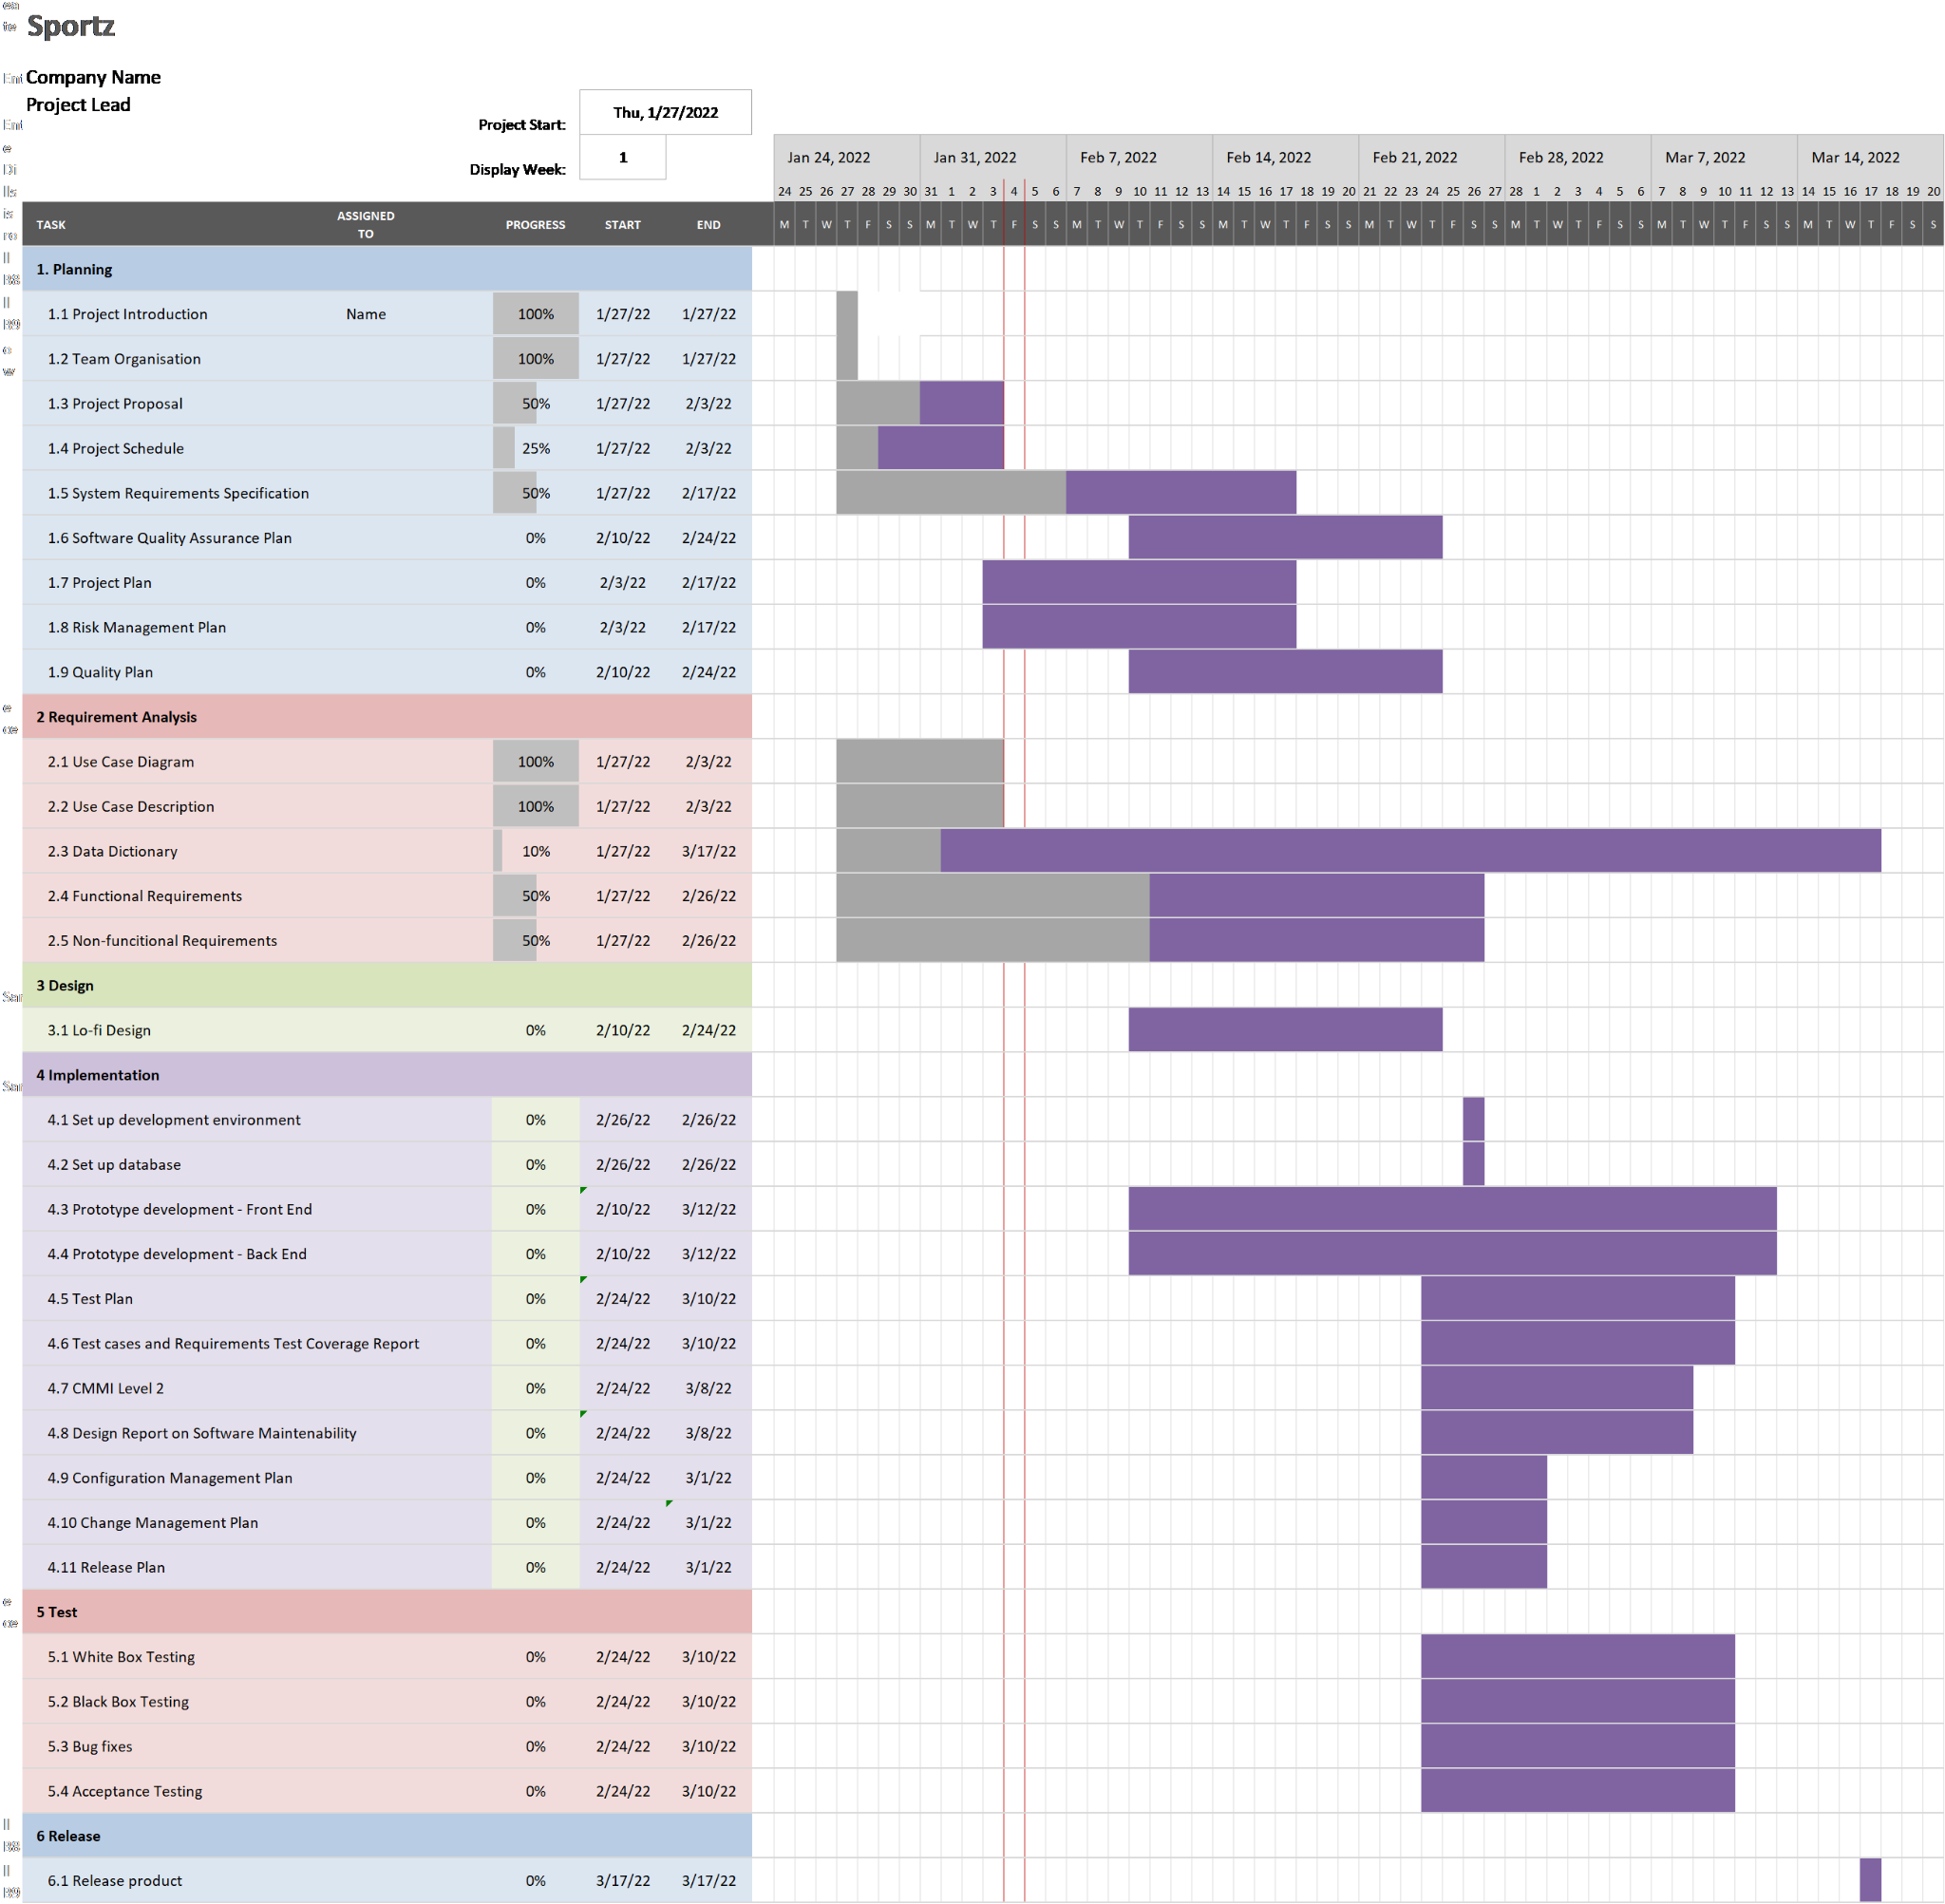 Sportz
Company Name
Project Lead
Project Start: Thu, 1/27/2022
Display Week: 1
Jan 24, 2022 Jan 31, 2022 Feb 7, 2022 Feb 14, 2022 Feb 21, 2022 Feb 28, 2022 Mar 7, 2022 Mar 14, 2022
24 25 26 27 28 29 30 31 1 2 3 4 5 6 7 8 9 10 11 12 13 14 15 16 17 18 19 20 21 22 23 24 25 26 27 28 1 2 3 4 5 6 7 8 9 10 11 12 13 14 15 16 17 18 19 20
TASK ASSIGNED TO PROGRESS START END M T W T F S S M T W T F S S M T W T F S S M T W T F S S M T W T F S S M T W T F S S M T W T F S S M T W T F S S
1. Planning
1.1 Project Introduction Name 100% 1/27/22 1/27/22
1.2 Team Organisation 100% 1/27/22 1/27/22
1.3 Project Proposal 50% 1/27/22 2/3/22
1.4 Project Schedule 25% 1/27/22 2/3/22
1.5 System Requirements Specification 50% 1/27/22 2/17/22
1.6 Software Quality Assurance Plan 0% 2/10/22 2/24/22
1.7 Project Plan 0% 2/3/22 2/17/22
1.8 Risk Management Plan 0% 2/3/22 2/17/22
1.9 Quality Plan 0% 2/10/22 2/24/22
2 Requirement Analysis
2.1 Use Case Diagram 100% 1/27/22 2/3/22
2.2 Use Case Description 100% 1/27/22 2/3/22
2.3 Data Dictionary 10% 1/27/22 3/17/22
2.4 Functional Requirements 50% 1/27/22 2/26/22
2.5 Non-funcitional Requirements 50% 1/27/22 2/26/22
3 Design
3.1 Lo-fi Design 0% 2/10/22 2/24/22
4 Implementation
4.1 Set up development environment 0% 2/26/22 2/26/22
4.2 Set up database 0% 2/26/22 2/26/22
4.3 Prototype development - Front End 0% 2/10/22 3/12/22
4.4 Prototype development - Back End 0% 2/10/22 3/12/22
4.5 Test Plan 0% 2/24/22 3/10/22
4.6 Test cases and Requirements Test Coverage Report 0% 2/24/22 3/10/22
4.7 CMMI Level 2 0% 2/24/22 3/8/22
4.8 Design Report on Software Maintenability 0% 2/24/22 3/8/22
4.9 Configuration Management Plan 0% 2/24/22 3/1/22
4.10 Change Management Plan 0% 2/24/22 3/1/22
4.11 Release Plan 0% 2/24/22 3/1/22
5 Test
5.1 White Box Testing 0% 2/24/22 3/10/22
5.2 Black Box Testing 0% 2/24/22 3/10/22
5.3 Bug fixes 0% 2/24/22 3/10/22
5.4 Acceptance Testing 0% 2/24/22 3/10/22
6 Release
6.1 Release product 0% 3/17/22 3/17/22